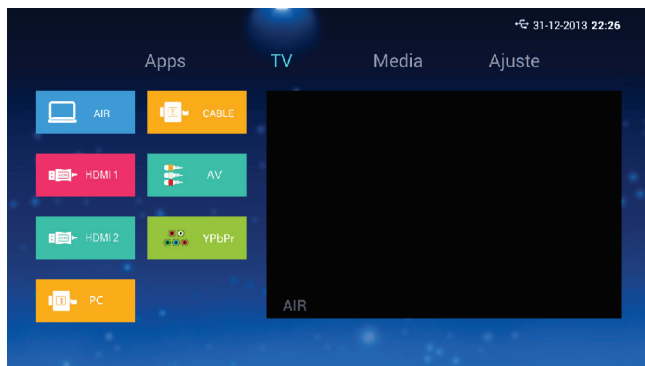 31-12-2013 22:26
Apps TV Media Ajuste
AIR CABLE
HDMI 1 AV
HDMI 2 YPbPr
PC
AIR